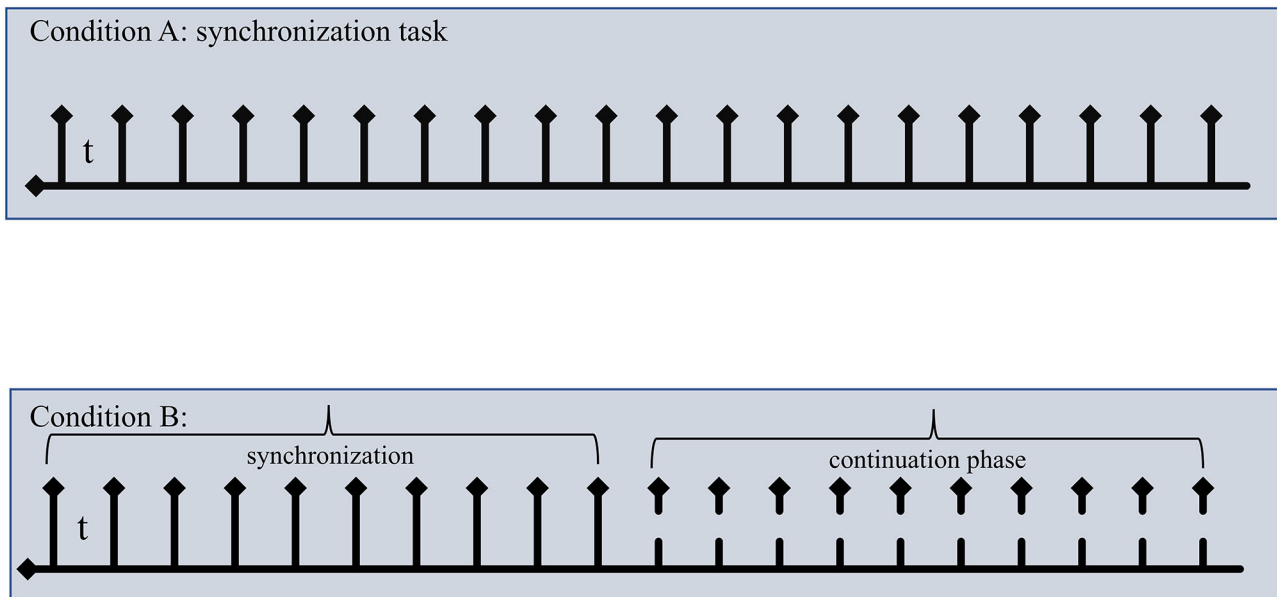 Condition A: synchronization task
t
Condition B:
synchronization
continuation phase
t